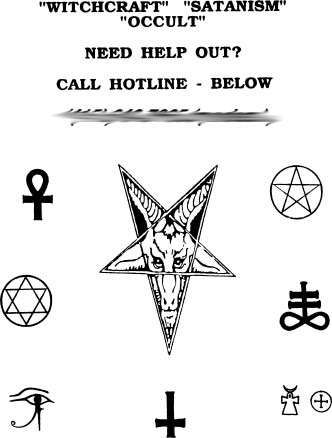 "WITCHCRAFT" "SATANISM"
"OCCULT"
NEED HELP OUT?
CALL HOTLINE - BELOW